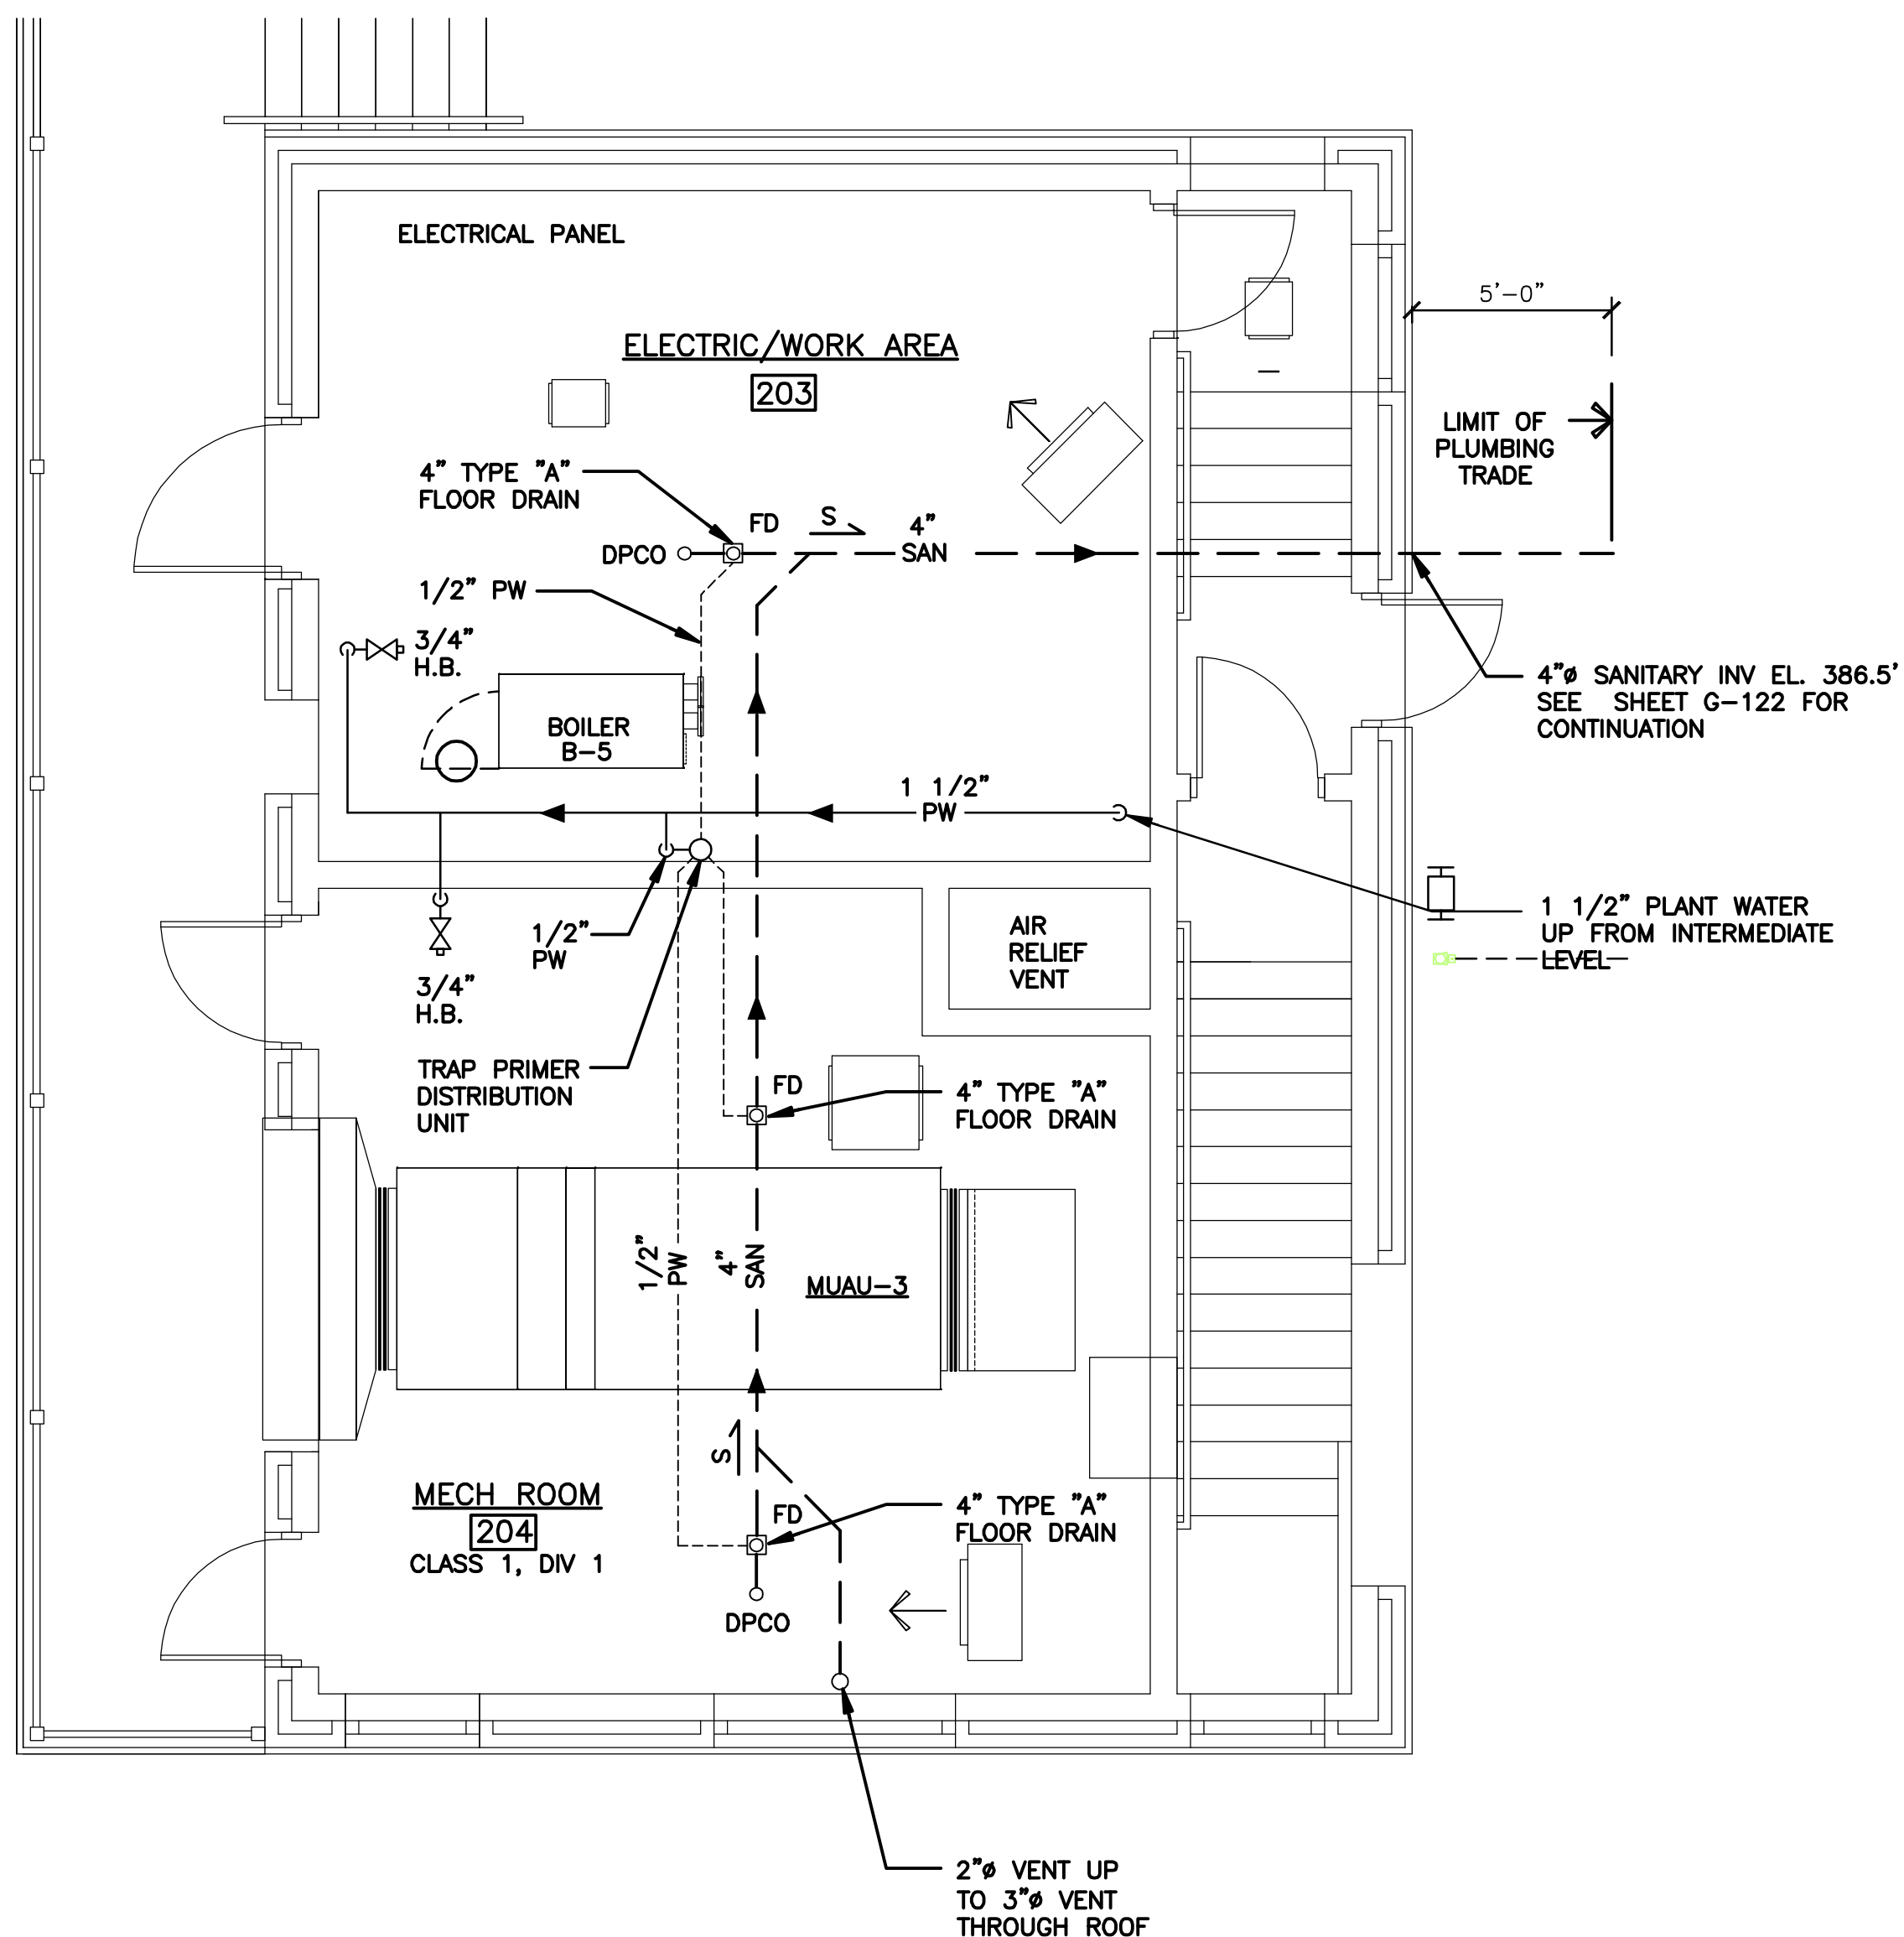 ELECTRICAL PANEL
5'-0"
ELECTRIC/WORK AREA
203
LIMIT OF
PLUMBING
TRADE
4" TYPE "A"
FLOOR DRAIN
FD
S
4"
SAN
DPCO
1/2" PW
3/4"
H.B.
4"ø SANITARY INV EL. 386.5'
SEE SHEET G-122 FOR
CONTINUATION
BOILER
B-5
1 1/2"
PW
1 1/2" PLANT WATER
UP FROM INTERMEDIATE
LEVEL
AIR
RELIEF
VENT
1/2"
PW
3/4"
H.B.
TRAP PRIMER
DISTRIBUTION
UNIT
FD
4" TYPE "A"
FLOOR DRAIN
1/2"
PW
4"
SAN
MUAU-3
S
MECH ROOM
204
CLASS 1, DIV 1
FD
4" TYPE "A"
FLOOR DRAIN
DPCO
2"ø VENT UP
TO 3"ø VENT
THROUGH ROOF